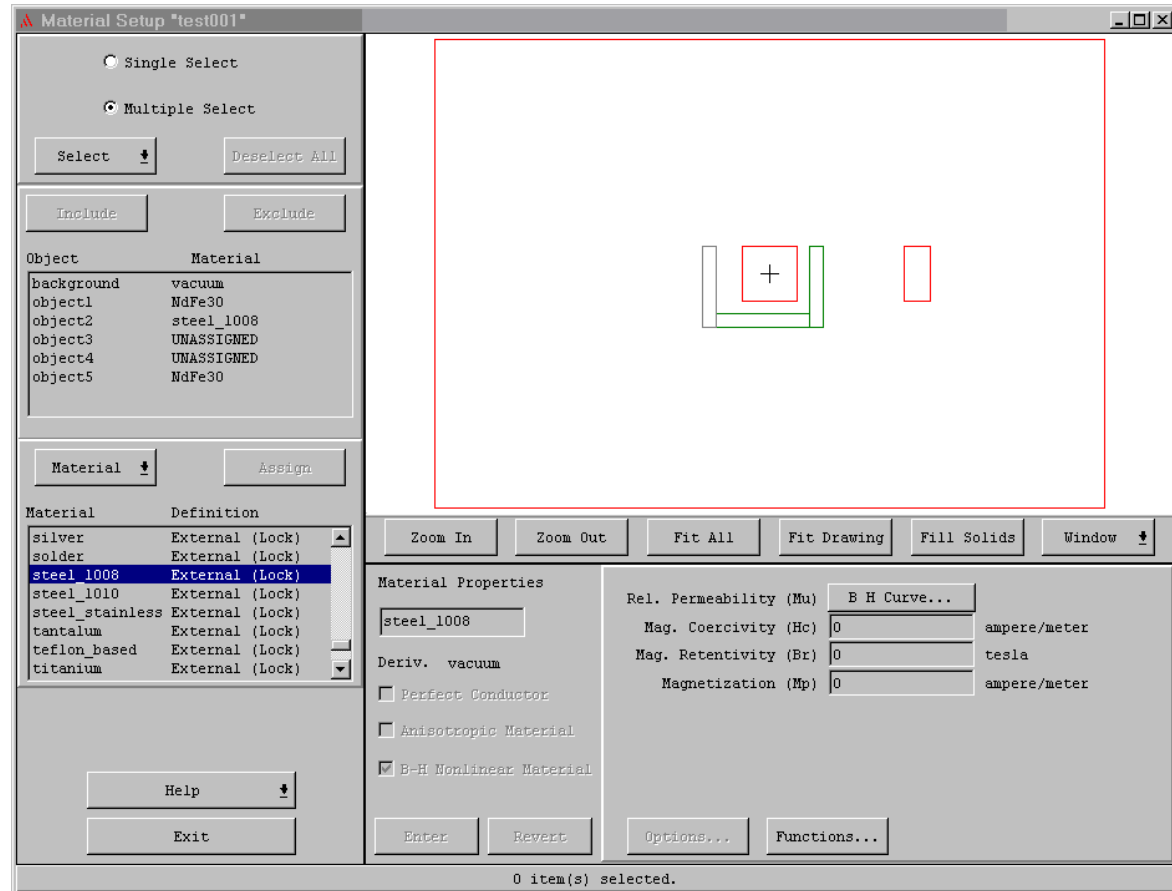 Material Setup "test001"
Single Select
Multiple Select
Select Deselect All
Include Exclude
Object Material
background vacuum
object1 NdFe30
object2 steel_1008
object3 UNASSIGNED
object4 UNASSIGNED
object5 NdFe30
Material Assign
Material Definition
silver External (Lock)
solder External (Lock)
steel_1008 External (Lock)
steel_1010 External (Lock)
steel_stainless External (Lock)
tantalum External (Lock)
teflon_based External (Lock)
titanium External (Lock)
Help
Exit
Zoom In Zoom Out Fit All Fit Drawing Fill Solids Window
Material Properties
steel_1008
Deriv. vacuum
Perfect Conductor
Anisotropic Material
B-H Nonlinear Material
Enter Revert
Rel. Permeability (Mu) B H Curve...
Mag. Coercivity (Hc) 0 ampere/meter
Mag. Retentivity (Br) 0 tesla
Magnetization (Mp) 0 ampere/meter
Options... Functions...
0 item(s) selected.